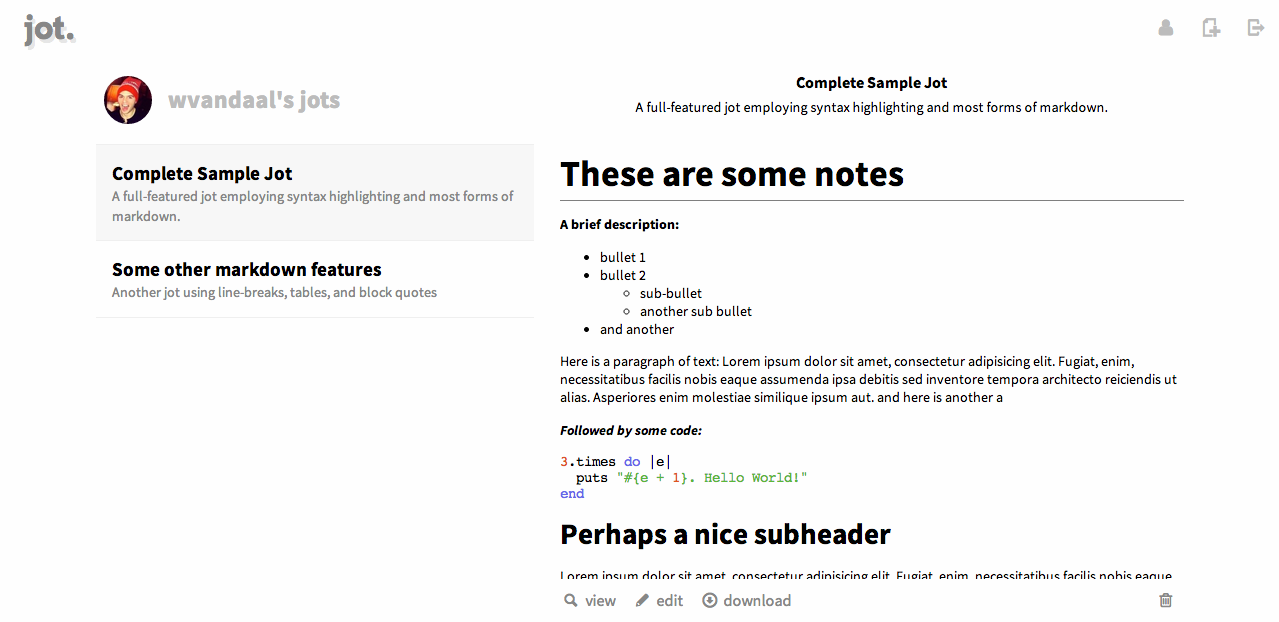 jot.
wvandaal's jots
Complete Sample Jot
A full-featured jot employing syntax highlighting and most forms of
markdown.
Some other markdown features
Another jot using line-breaks, tables, and block quotes
Complete Sample Jot
A full-featured jot employing syntax highlighting and most forms of markdown.
These are some notes
A brief description:
bullet 1
bullet 2
sub-bullet
another sub bullet
and another
Here is a paragraph of text: Lorem ipsum dolor sit amet, consectetur adipisicing elit. Fugiat, enim,
necessitatibus facilis nobis eaque assumenda ipsa debitis sed inventore tempora architecto reiciendis ut
alias. Asperiores enim molestiae similique ipsum aut. and here is another a
Followed by some code:
3.times do |e|
  puts "#{e + 1}. Hello World!"
end
Perhaps a nice subheader
Lorem ipsum dolor sit amet, consectetur adipisicing elit. Fugiat, enim, necessitatibus facilis nobis eaque
view edit download